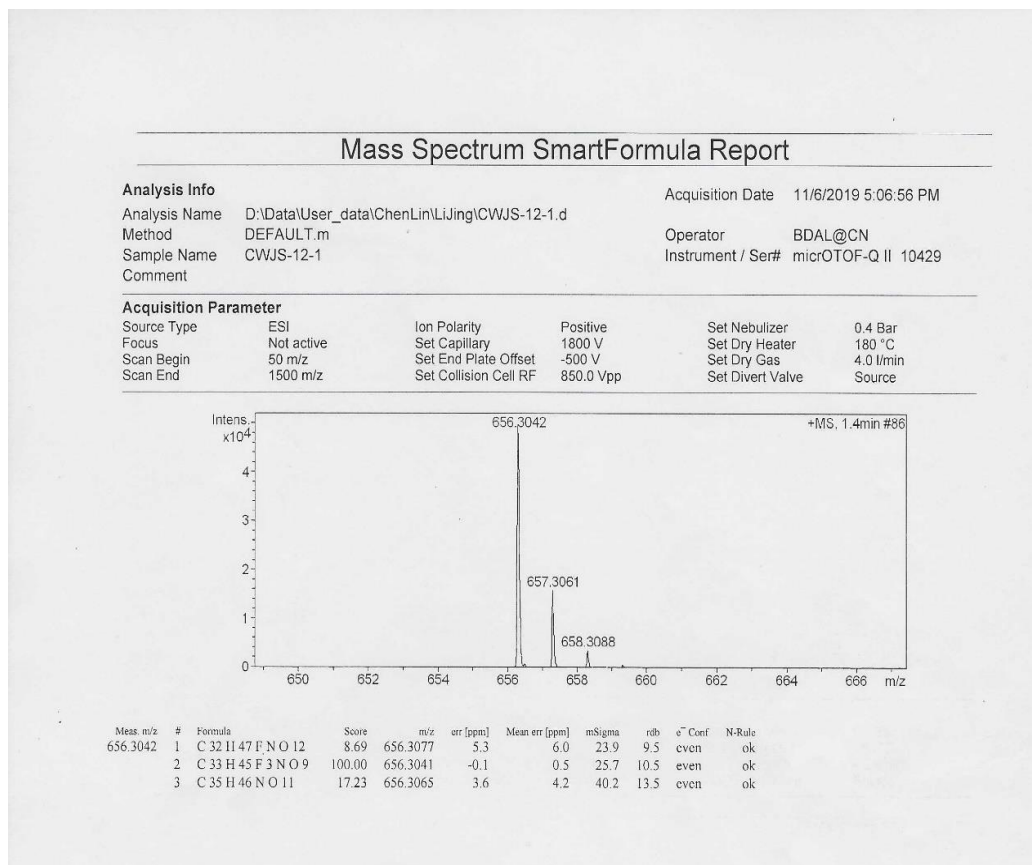 Mass Spectrum SmartFormula Report
Analysis Info
Acquisition Date 11/6/2019 5:06:56 PM
Analysis Name D:\Data\User_data\ChenLin\LiJing\CWJS-12-1.d
Method DEFAULT.m Operator BDAL@CN
Sample Name CWJS-12-1 Instrument / Ser# micrOTOF-Q II 10429
Comment
Acquisition Parameter
Source Type ESI Ion Polarity Positive Set Nebulizer 0.4 Bar
Focus Not active Set Capillary 1800 V Set Dry Heater 180 °C
Scan Begin 50 m/z Set End Plate Offset -500 V Set Dry Gas 4.0 l/min
Scan End 1500 m/z Set Collision Cell RF 850.0 Vpp Set Divert Valve Source
Intens. 656.3042 +MS, 1.4min #86
x10⁴
4
3
2
657.3061
1
658.3088
0
650 652 654 656 658 660 662 664 666 m/z
Meas. m/z # Formula Score m/z err [ppm] Mean err [ppm] mSigma rdb e⁻ Conf N-Rule
656.3042 1 C 32 H 47 F N O 12 8.69 656.3077 5.3 6.0 23.9 9.5 even ok
2 C 33 H 45 F 3 N O 9 100.00 656.3041 -0.1 0.5 25.7 10.5 even ok
3 C 35 H 46 N O 11 17.23 656.3065 3.6 4.2 40.2 13.5 even ok